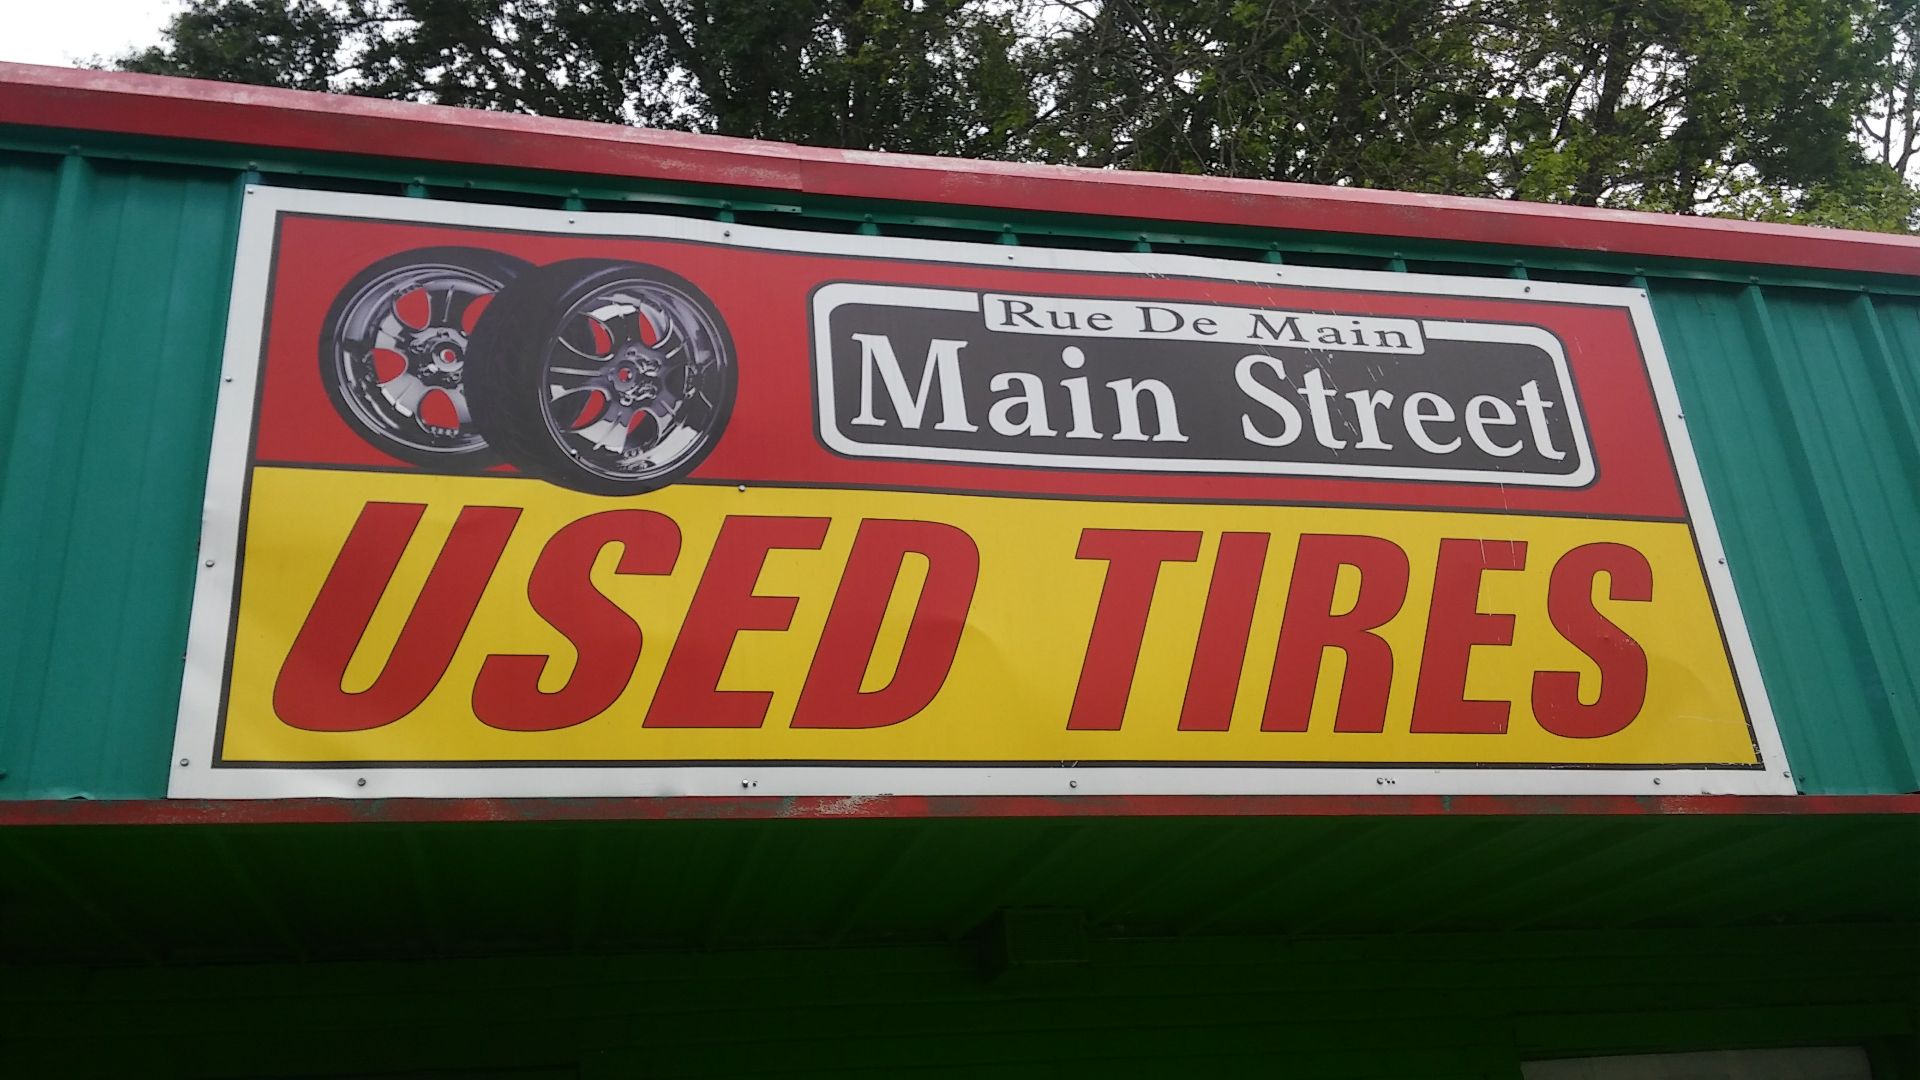 Rue De Main
Main Street
USED TIRES